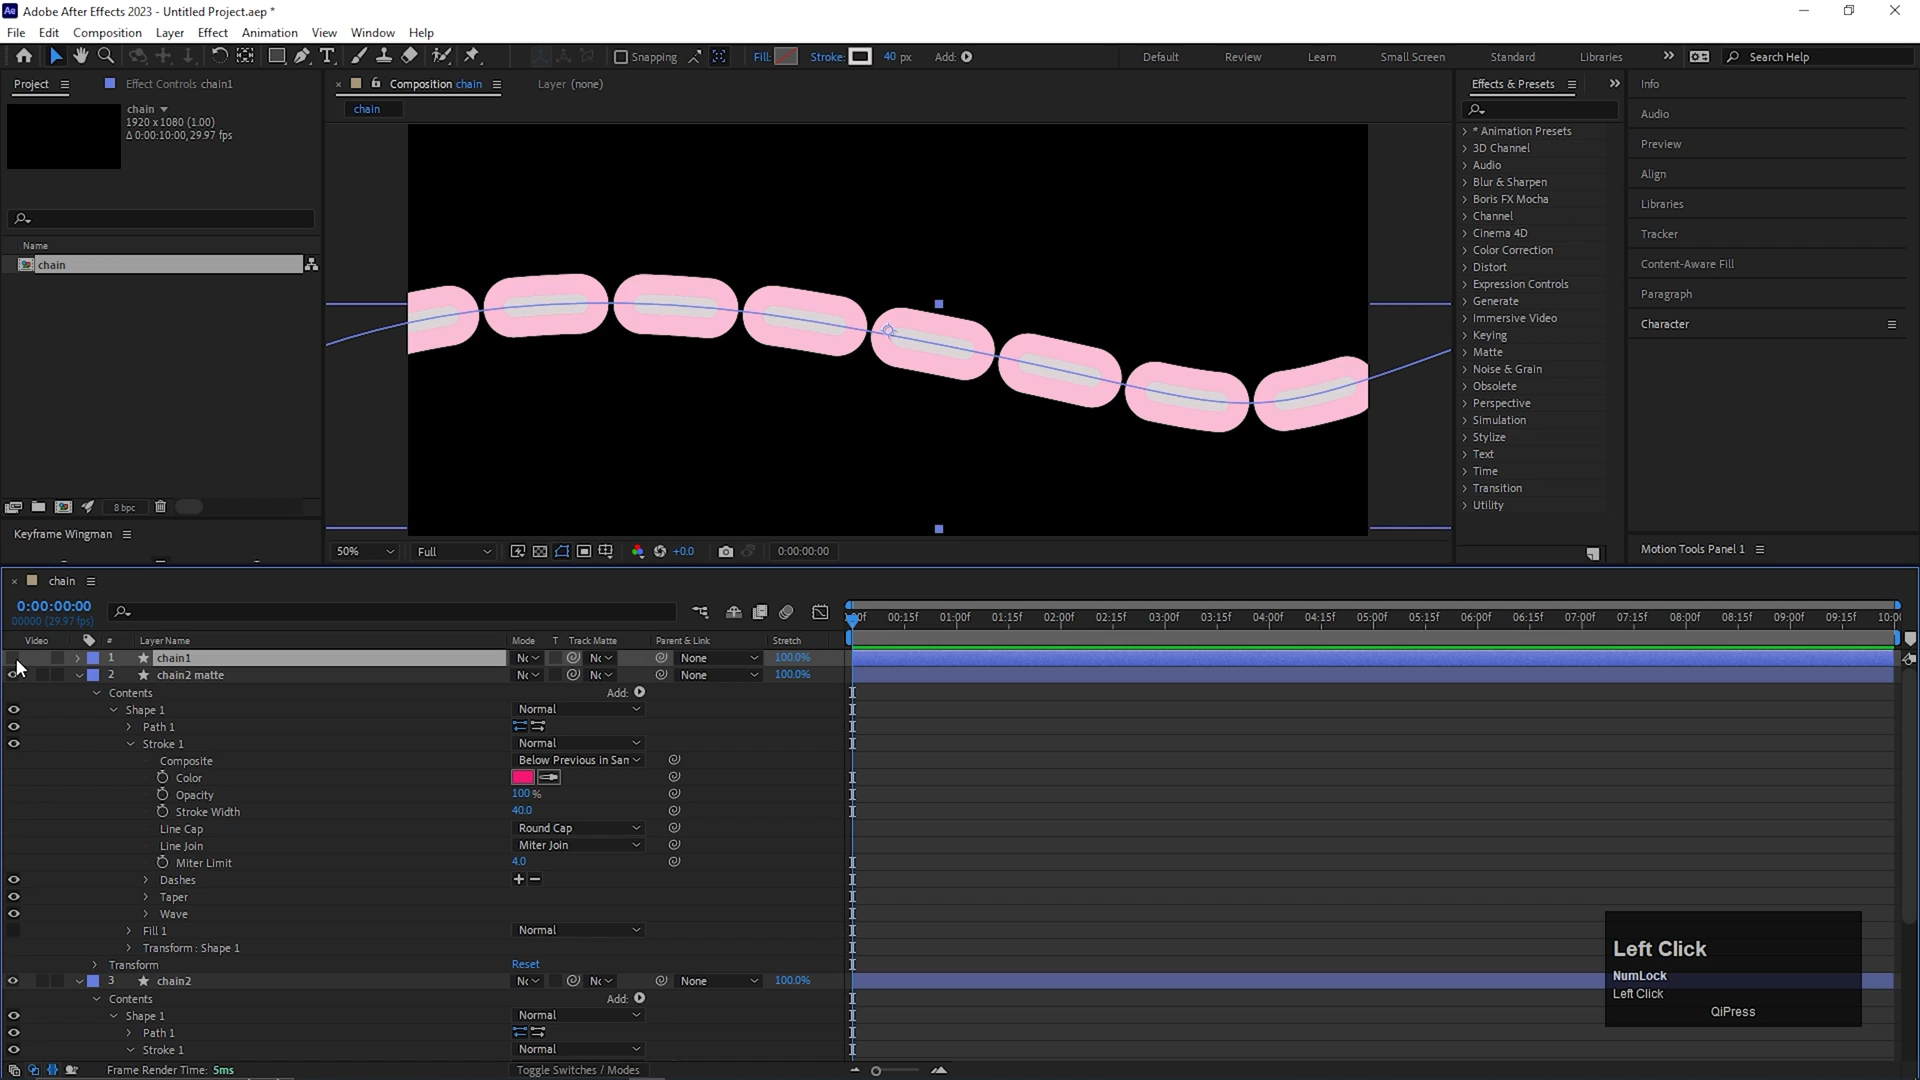 Adobe After Effects 2023 - Untitled Project.aep *
File Edit Composition Layer Effect Animation View Window Help
Snapping Fill: Stroke: 40 px Add: Default Review Learn Small Screen Standard Libraries Search Help
Project Effect Controls chain1 Composition chain Layer (none) Effects & Presets Info
chain
1920 x 1080 (1.00)
Δ 0:00:10:00, 29.97 fps
chain
Name
chain
8 bpc
Keyframe Wingman
50% Full +0.0 0:00:00:00
* Animation Presets
3D Channel
Audio
Blur & Sharpen
Boris FX Mocha
Channel
Cinema 4D
Color Correction
Distort
Expression Controls
Generate
Immersive Video
Keying
Matte
Noise & Grain
Obsolete
Perspective
Simulation
Stylize
Text
Time
Transition
Utility
Audio
Preview
Align
Libraries
Tracker
Content-Aware Fill
Paragraph
Character
Motion Tools Panel 1
chain
0:00:00:00
00000 (29.97 fps)
00:15f 01:00f 01:15f 02:00f 02:15f 03:00f 03:15f 04:00f 04:15f 05:00f 05:15f 06:00f 06:15f 07:00f 07:15f 08:00f 08:15f 09:00f 09:15f
Video # Layer Name Mode T Track Matte Parent & Link Stretch
1 chain1 None 100.0%
2 chain2 matte None 100.0%
Contents Add:
Shape 1 Normal
Path 1
Stroke 1 Normal
Composite Below Previous in San
Color
Opacity 100 %
Stroke Width 40.0
Line Cap Round Cap
Line Join Miter Join
Miter Limit 4.0
Dashes
Taper
Wave
Fill 1 Normal
Transform : Shape 1
Transform Reset
3 chain2 None 100.0%
Contents Add:
Shape 1 Normal
Path 1
Stroke 1 Normal
Frame Render Time: 5ms Toggle Switches / Modes
Left Click
NumLock
Left Click
QiPress